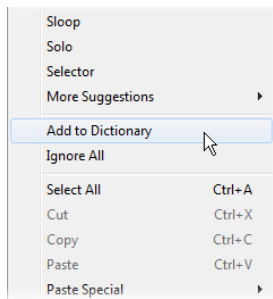 Sloop
Solo
Selector
More Suggestions
Add to Dictionary
Ignore All
Select All Ctrl+A
Cut Ctrl+X
Copy Ctrl+C
Paste Ctrl+V
Paste Special